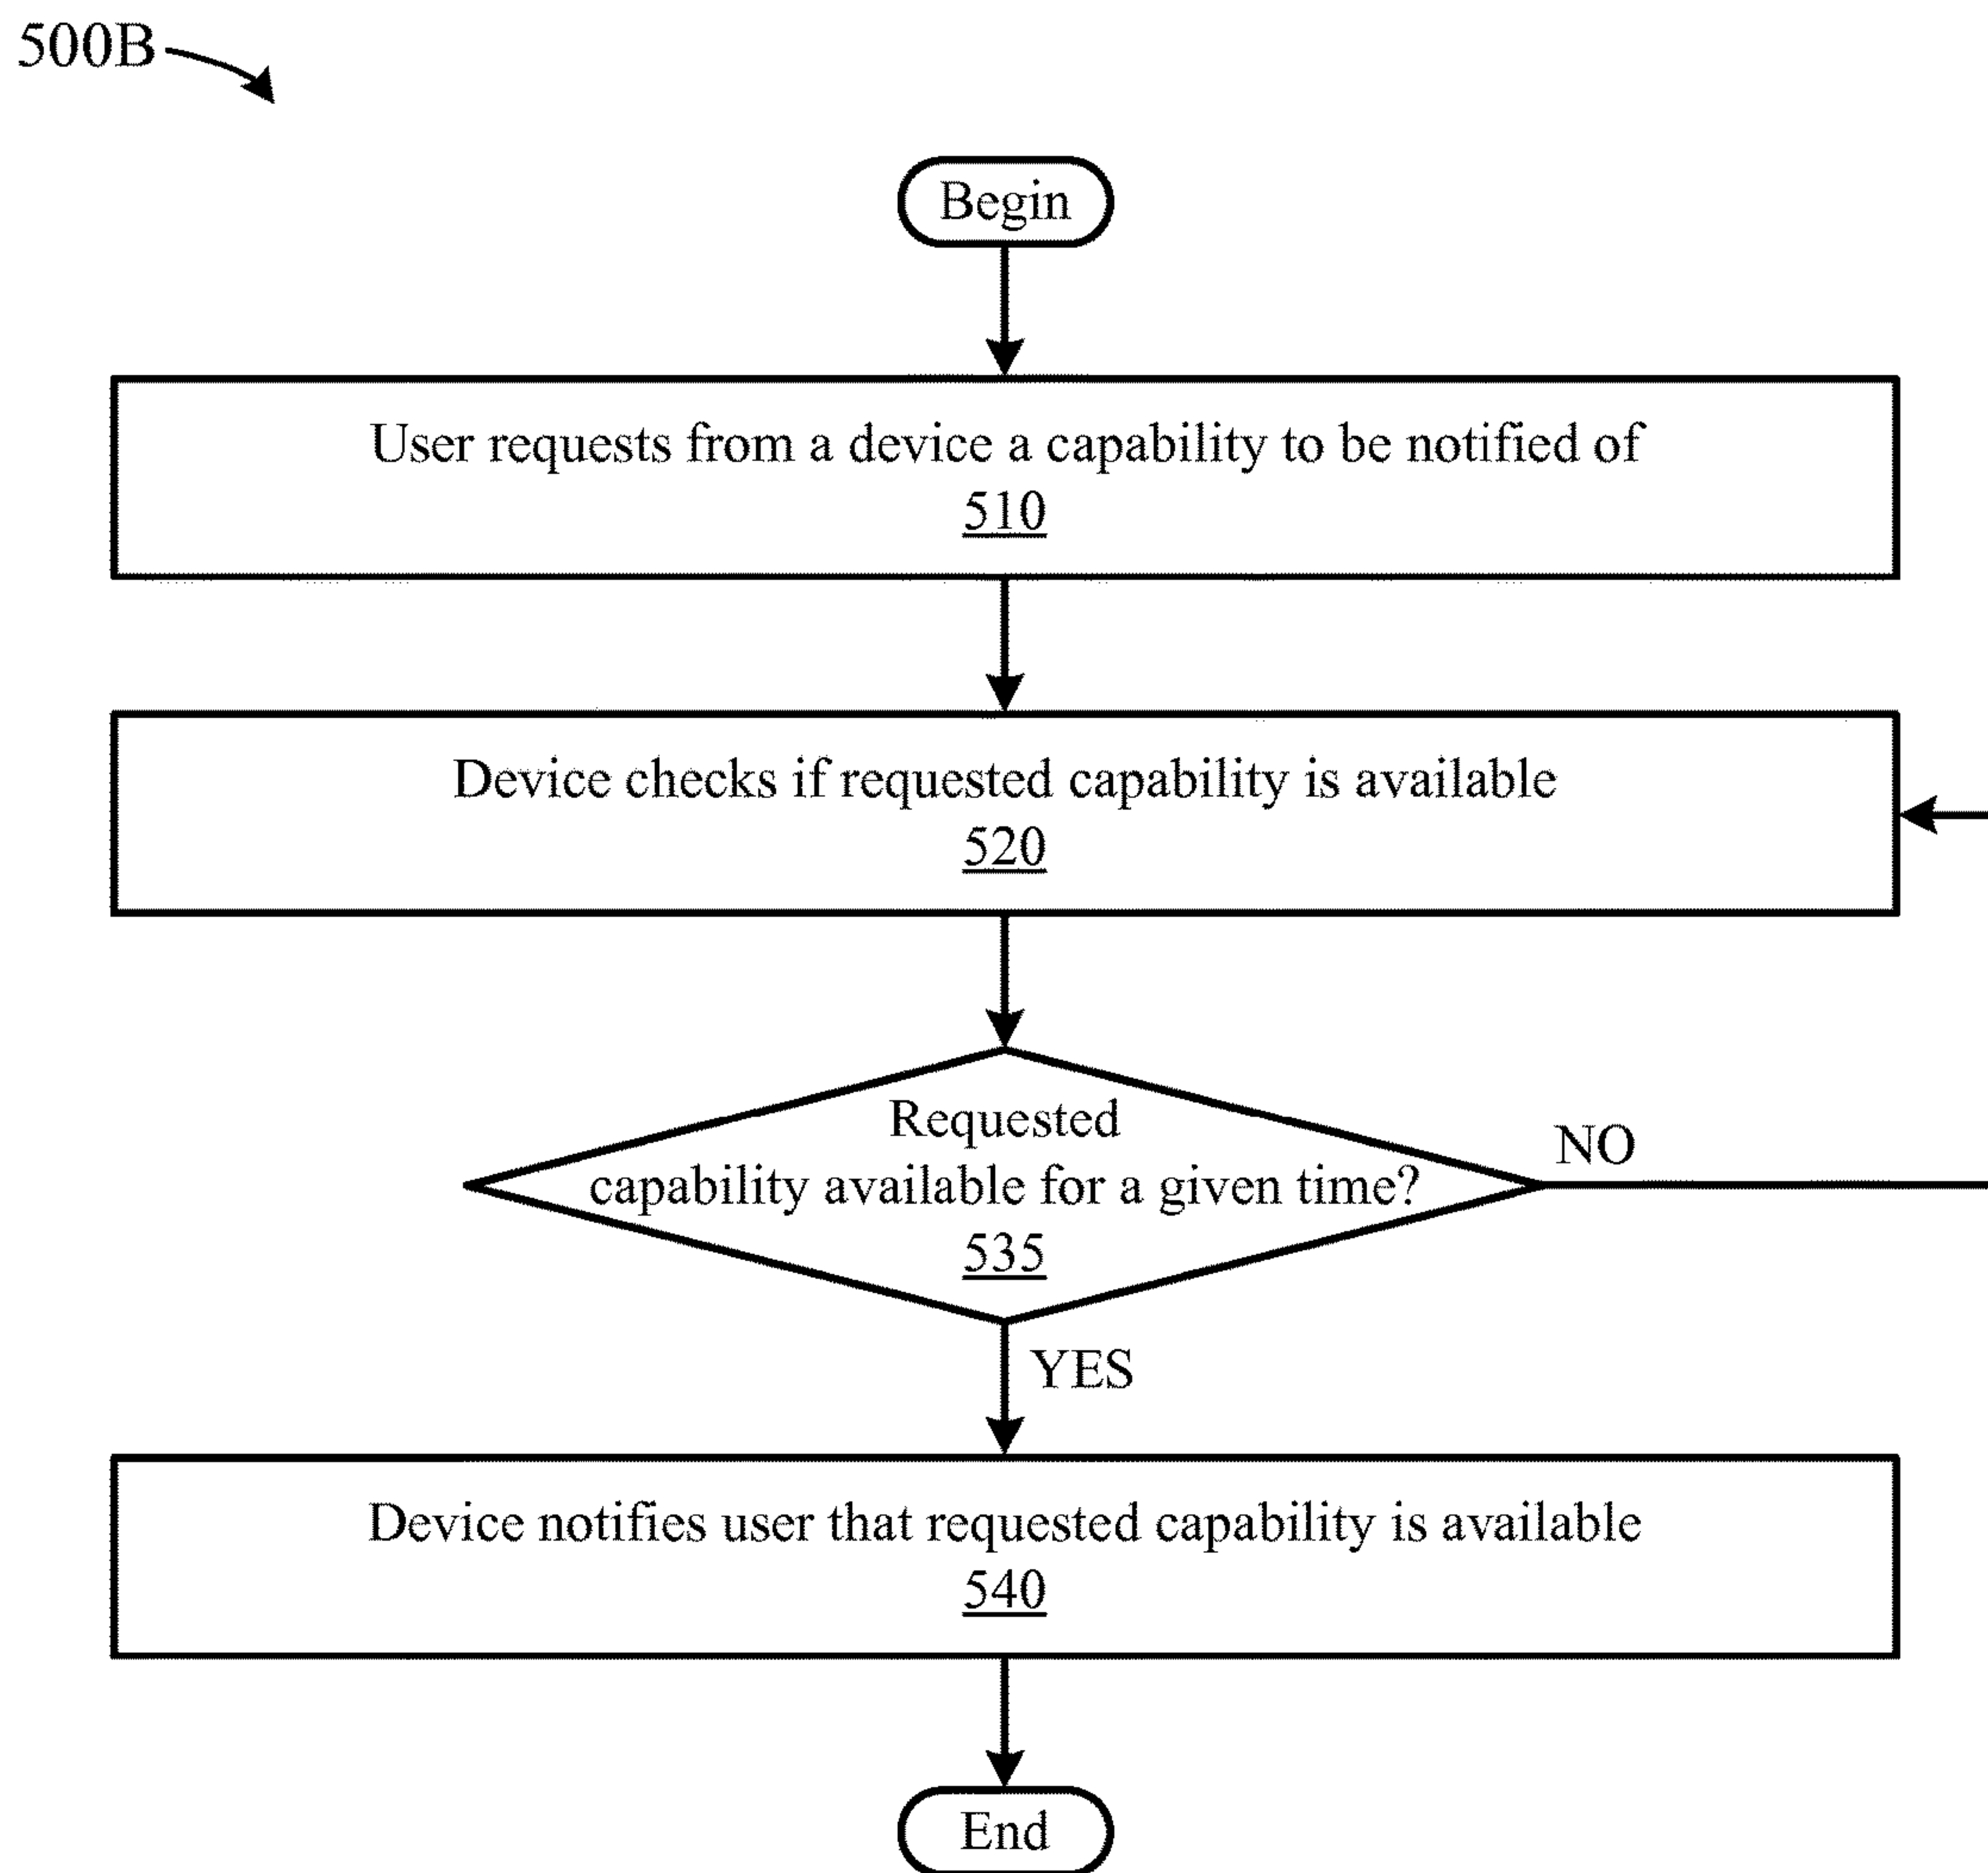 500B
Begin
User requests from a device a capability to be notified of
510
Device checks if requested capability is available
520
Requested
capability available for a given time?
535
NO
YES
Device notifies user that requested capability is available
540
End